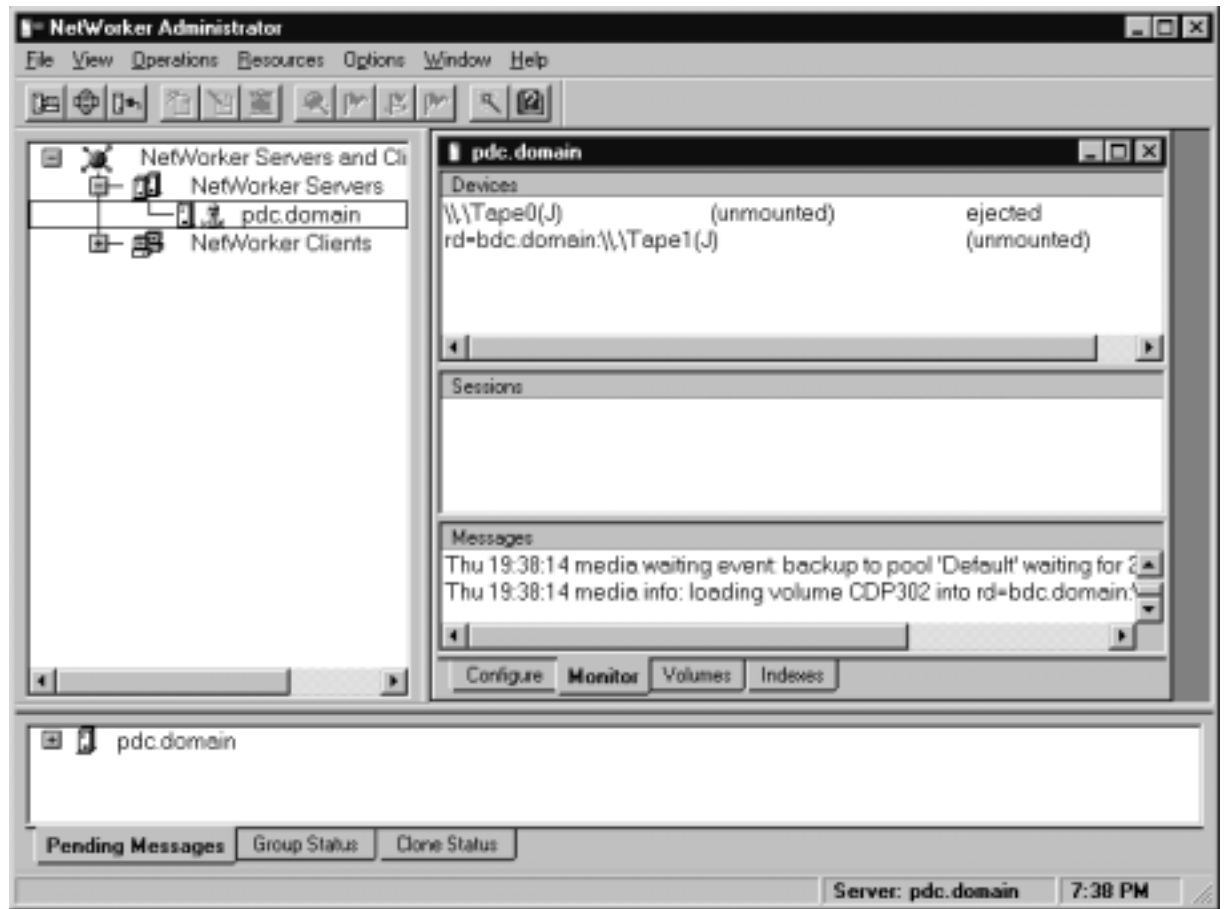 NetWorker Administrator
File View Operations Resources Options Window Help
NetWorker Servers and Cli
NetWorker Servers
pdc.domain
NetWorker Clients
pdc.domain
Devices
\\.\Tape0(J) (unmounted) ejected
rd=bdc.domain:\\.\Tape1(J) (unmounted)
Sessions
Messages
Thu 19:38:14 media waiting event: backup to pool 'Default' waiting for 2
Thu 19:38:14 media info: loading volume CDP302 into rd=bdc.domain:\
Configure Monitor Volumes Indexes
pdc.domain
Pending Messages Group Status Clone Status
Server: pdc.domain 7:38 PM